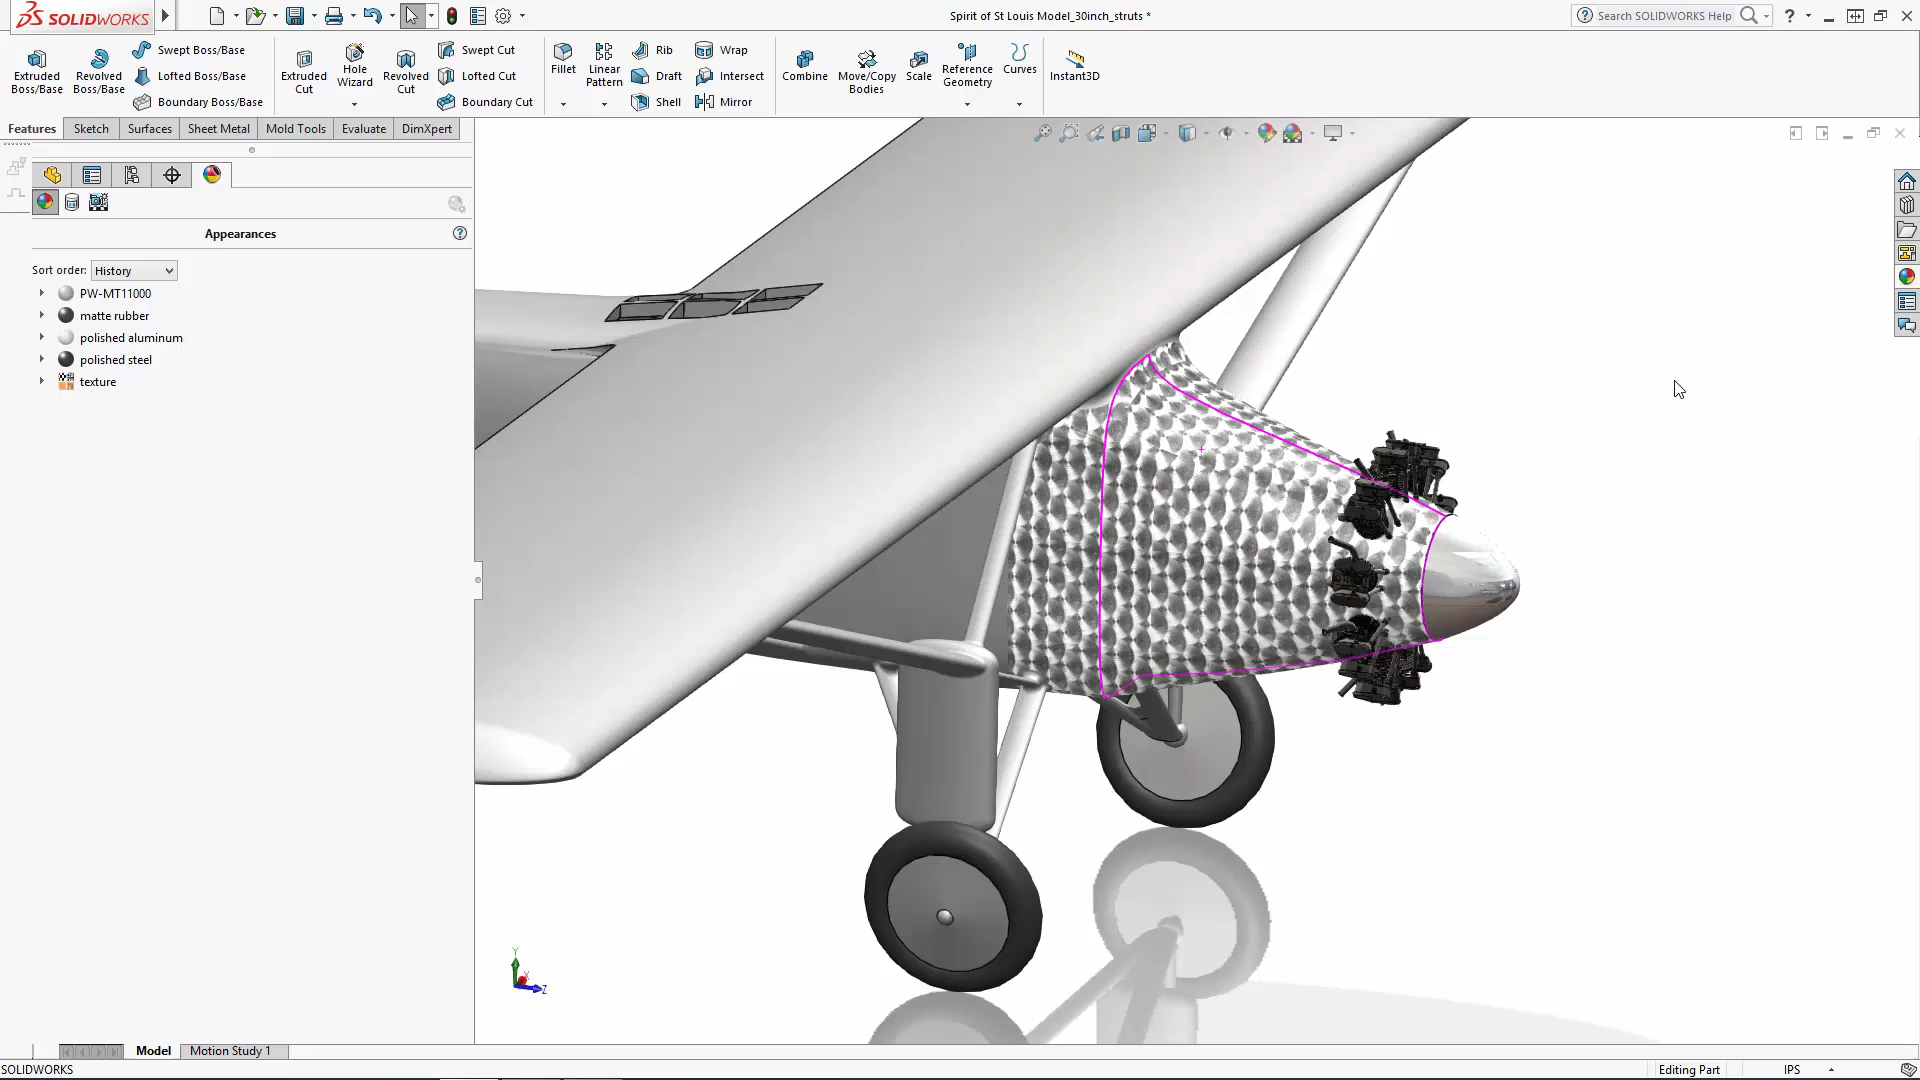 SOLIDWORKS
Spirit of St Louis Model_30inch_struts *
Search SOLIDWORKS Help
Extruded Boss/Base
Revolved Boss/Base
Swept Boss/Base
Lofted Boss/Base
Boundary Boss/Base
Extruded Cut
Hole Wizard
Revolved Cut
Swept Cut
Lofted Cut
Boundary Cut
Fillet
Linear Pattern
Rib
Draft
Shell
Wrap
Intersect
Mirror
Combine
Move/Copy Bodies
Scale
Reference Geometry
Curves
Instant3D
Features
Sketch
Surfaces
Sheet Metal
Mold Tools
Evaluate
DimXpert
Appearances
Sort order: History
PW-MT11000
matte rubber
polished aluminum
polished steel
texture
Y
X
Z
Model
Motion Study 1
SOLIDWORKS
Editing Part
IPS